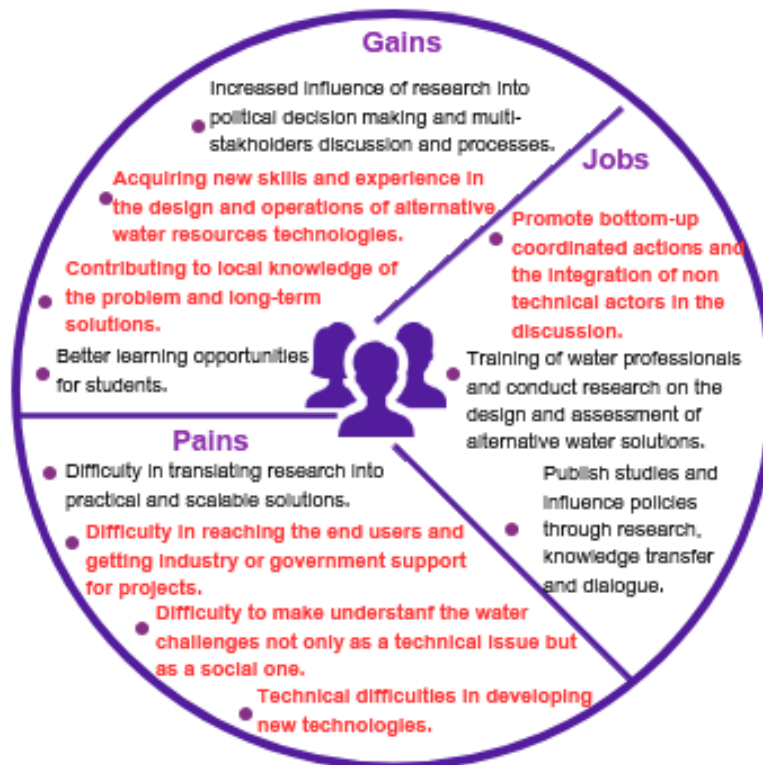 Gains
Increased influence of research into
political decision making and multi-
stakholders discussion and processes.
Acquiring new skills and experience in
the design and operations of alternative
water resources technologies.
Contributing to local knowledge of
the problem and long-term
solutions.
Better learning opportunities
for students.
Jobs
Promote bottom-up
coordinated actions and
the integration of non
technical actors in the
discussion.
Training of water professionals
and conduct research on the
design and assessment of
alternative water solutions.
Publish studies and
influence policies
through research,
knowledge transfer
and dialogue.
Pains
Difficulty in translating research into
practical and scalable solutions.
Difficulty in reaching the end users and
getting industry or government support
for projects.
Difficulty to make understanf the water
challenges not only as a technical issue but
as a social one.
Technical difficulties in developing
new technologies.